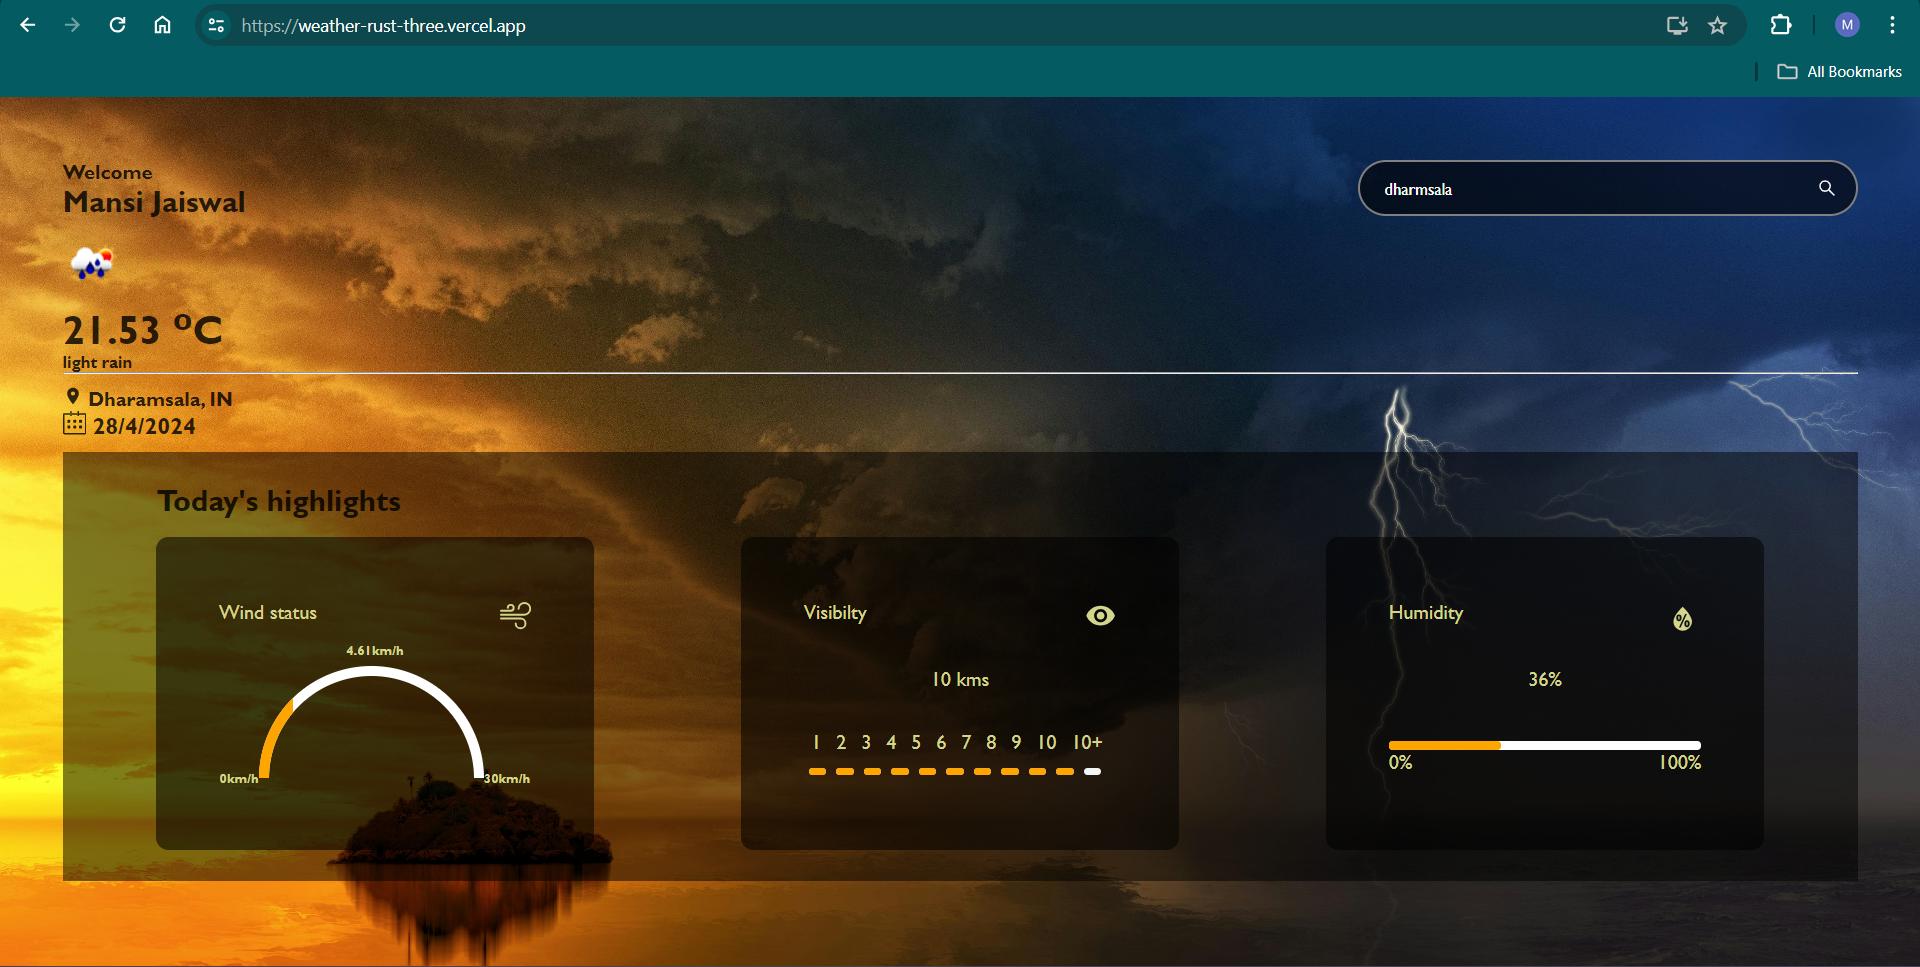 https://weather-rust-three.vercel.app
M
All Bookmarks
Welcome
Mansi Jaiswal
dharmsala
21.53 °C
light rain
Dharamsala, IN
28/4/2024
Today's highlights
Wind status
4.61km/h
0km/h
30km/h
Visibilty
10 kms
1 2 3 4 5 6 7 8 9 10 10+
Humidity
%
36%
0%
100%